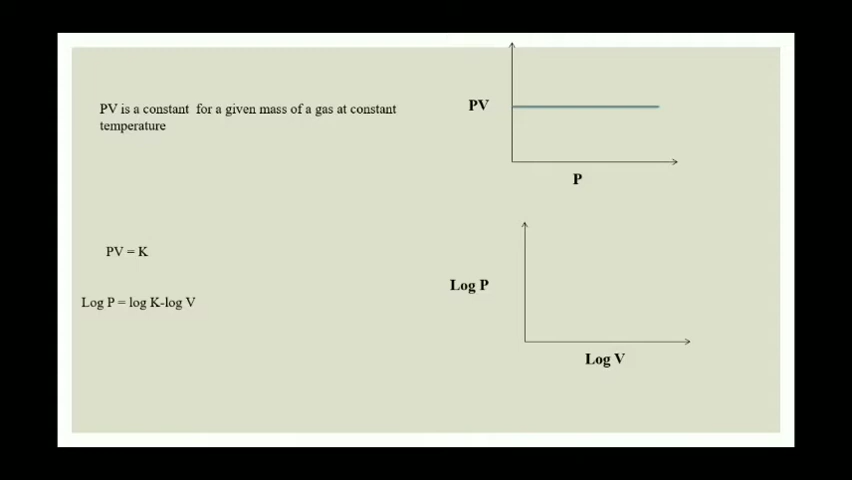 PV is a constant for a given mass of a gas at constant
temperature
PV
P
PV = K
Log P = log K-log V
Log P
Log V